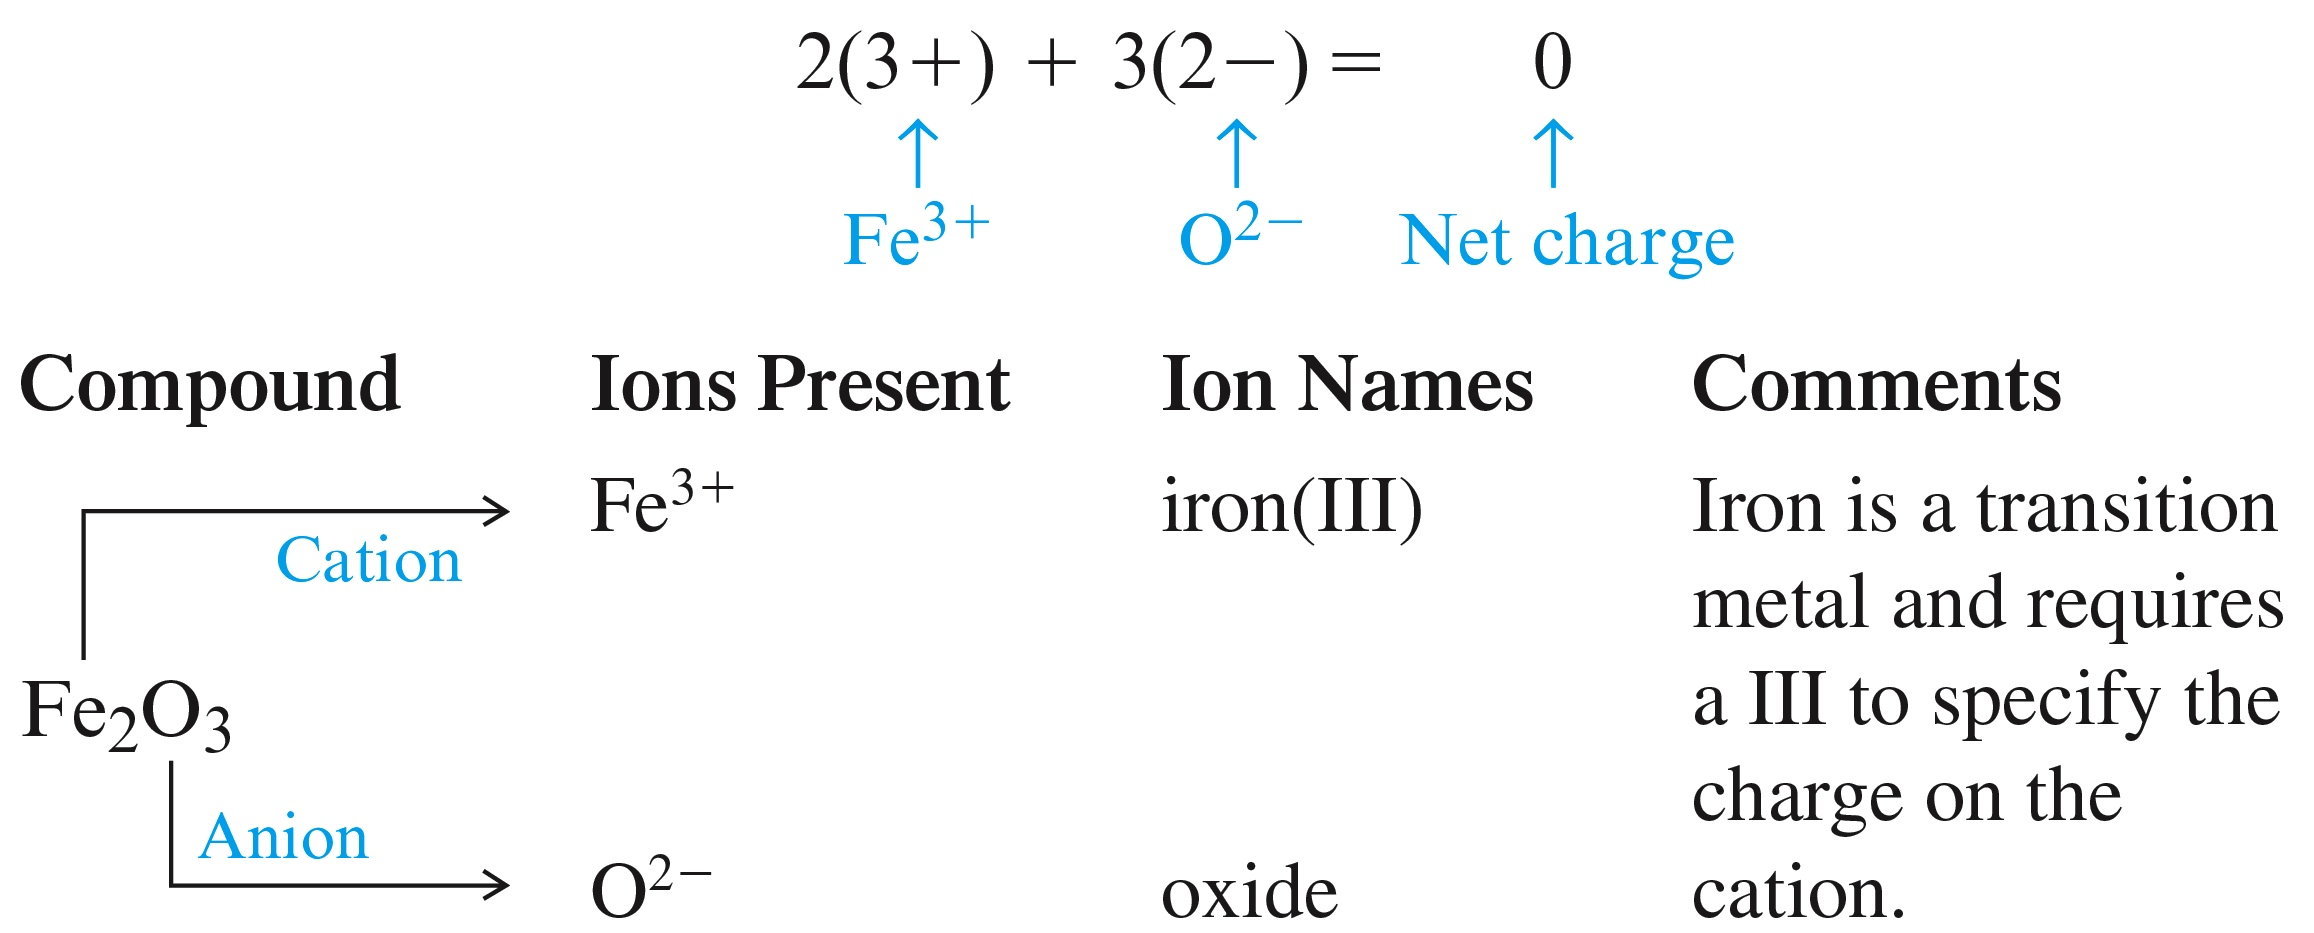 2(3+) + 3(2−) = 0
↑ ↑ ↑
Fe³⁺ O²⁻ Net charge
Compound Ions Present Ion Names Comments
Fe³⁺ iron(III) Iron is a transition
Cation
metal and requires
Fe₂O₃ a III to specify the
charge on the
Anion
O²⁻ oxide cation.